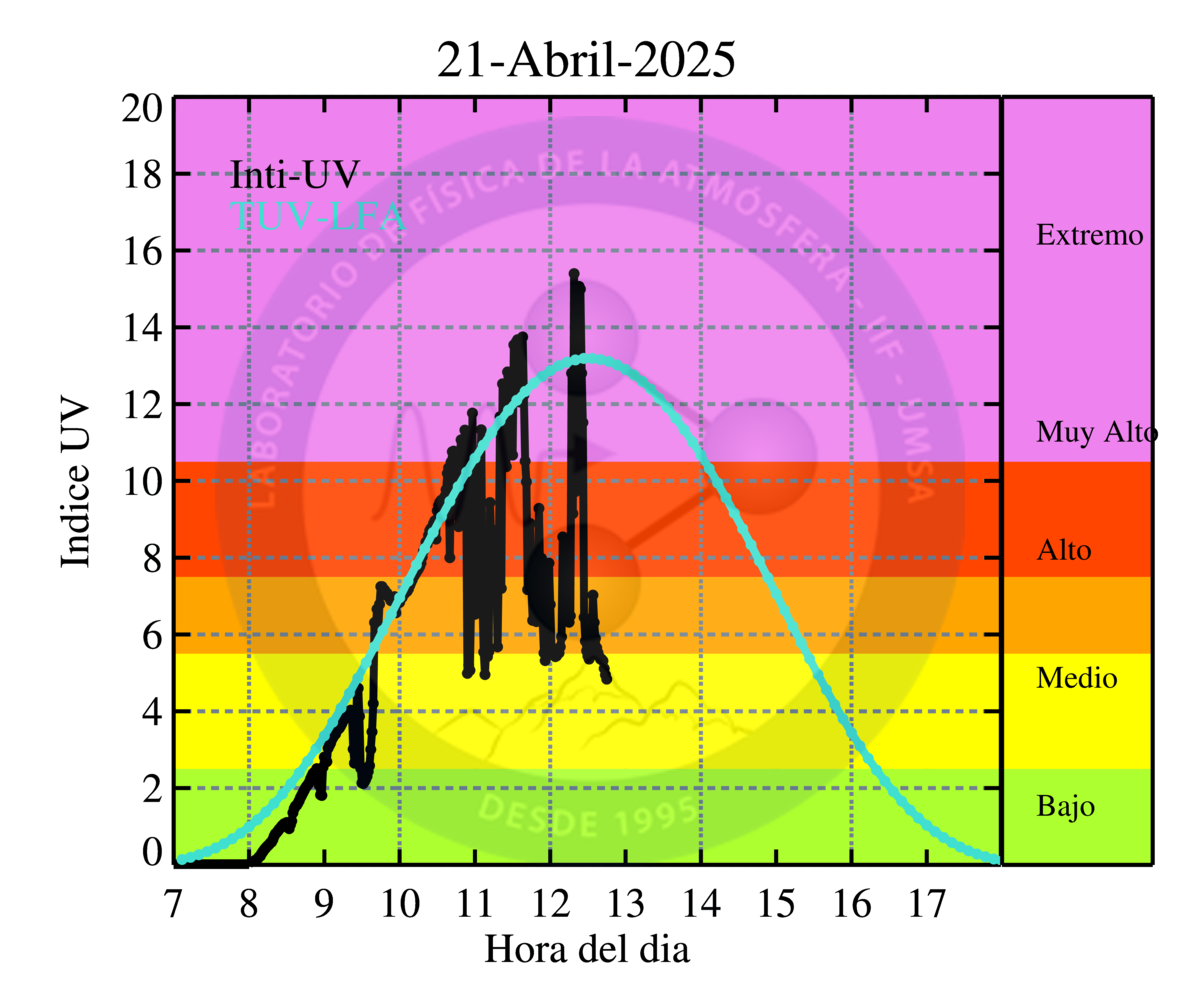 21-Abril-2025
Inti-UV
TUV-LFA
LABORATORIO DE FÍSICA DE LA ATMÓSFERA - IIF - UMSA
DESDE 1995
Indice UV
20
18
16
14
12
10
8
6
4
2
0
Extremo
Muy Alto
Alto
Medio
Bajo
7 8 9 10 11 12 13 14 15 16 17
Hora del dia